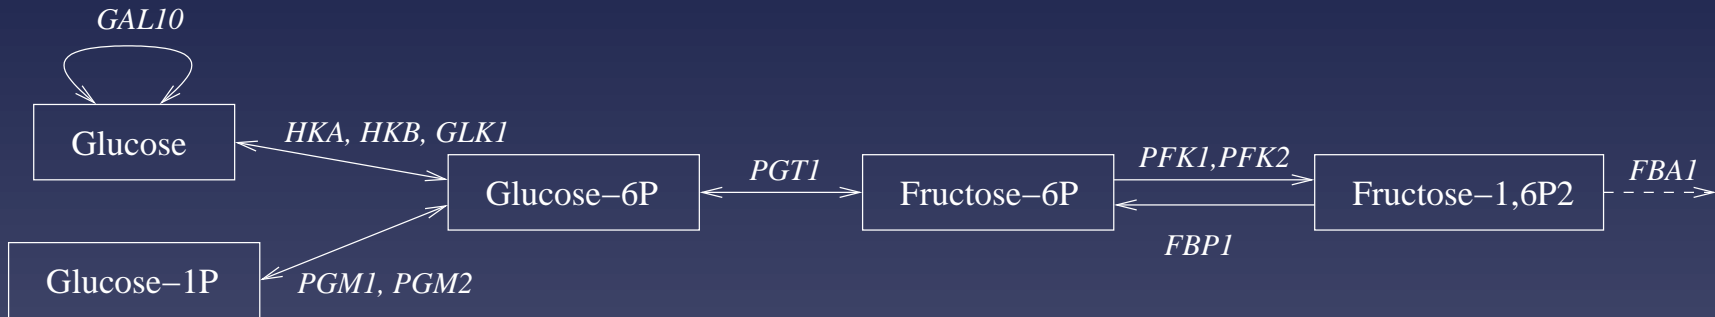 GAL10
Glucose
HKA, HKB, GLK1
Glucose–6P
PGT1
Fructose–6P
PFK1,PFK2
Fructose–1,6P2
FBA1
FBP1
Glucose–1P
PGM1, PGM2